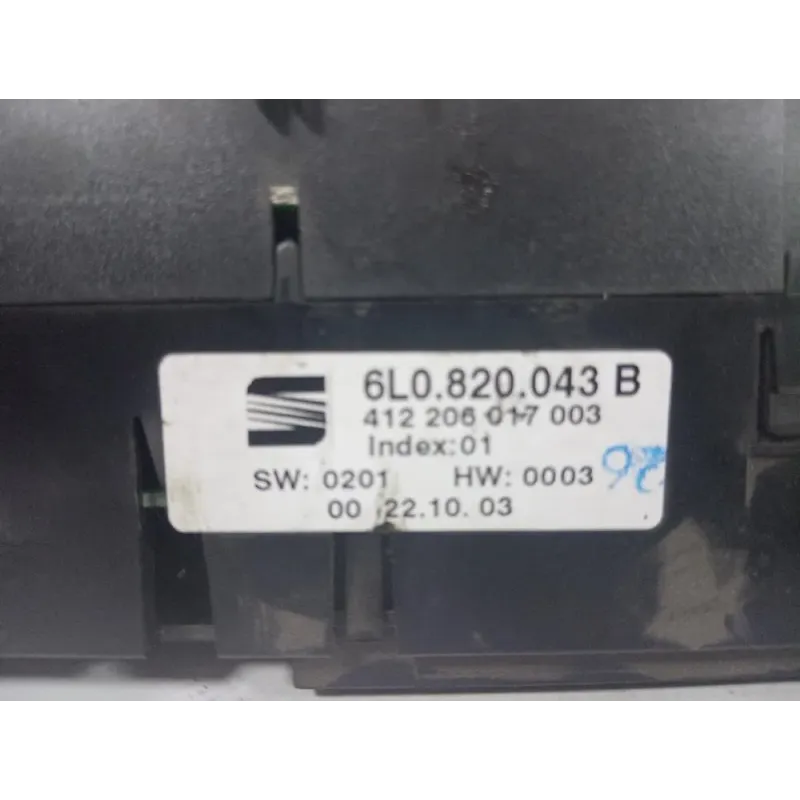 6L0.820.043 B
412 206 017 003
Index:01
SW: 0201 HW: 0003
00 22.10.03